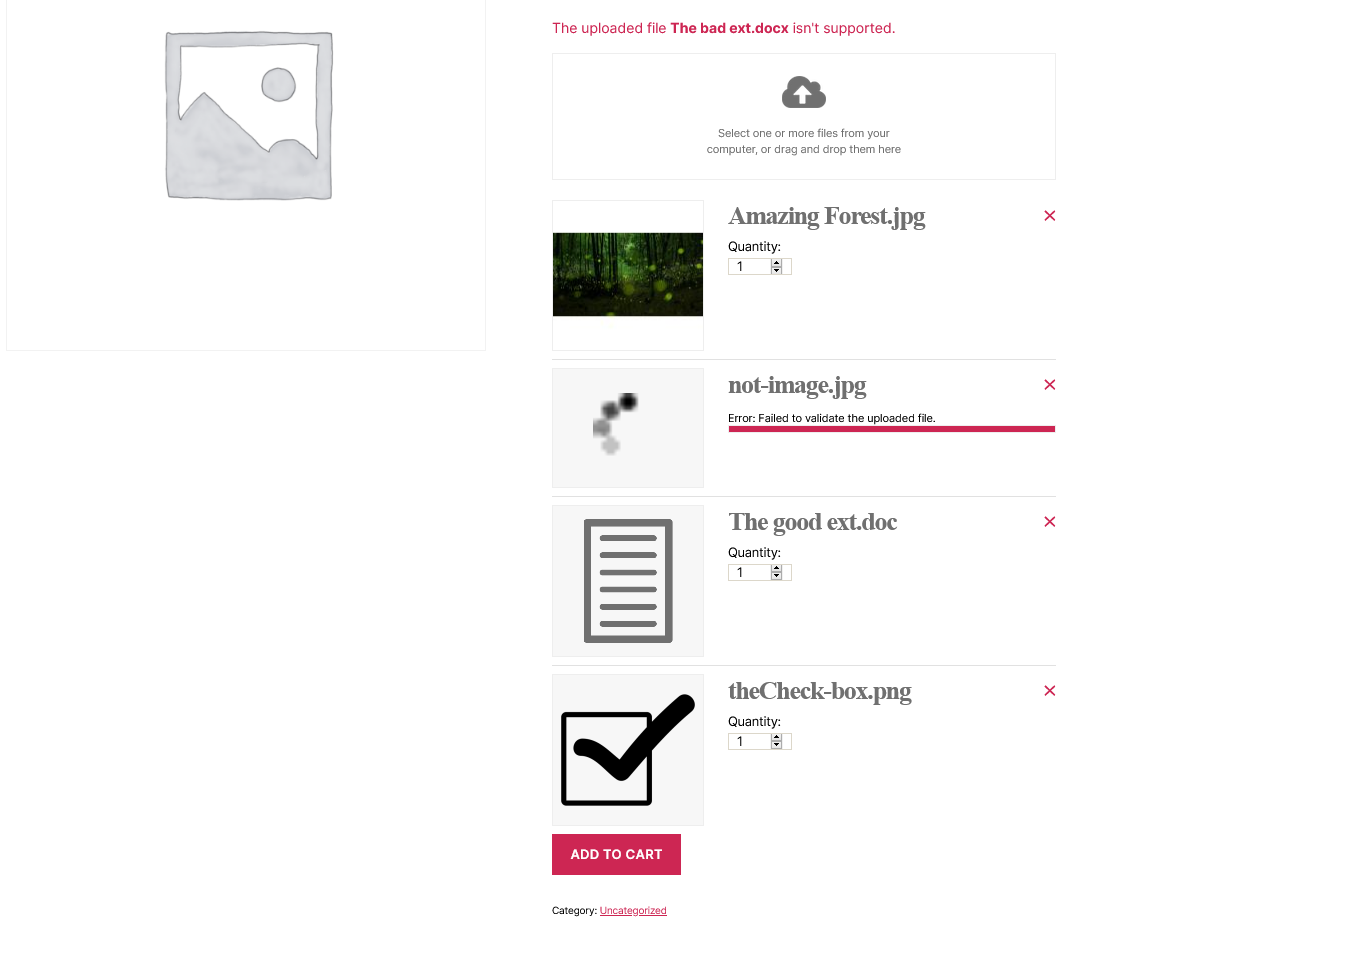 The uploaded file The bad ext.docx isn't supported.
Select one or more files from your
computer, or drag and drop them here
Amazing Forest.jpg
Quantity:
1
not-image.jpg
Error: Failed to validate the uploaded file.
The good ext.doc
Quantity:
1
theCheck-box.png
Quantity:
1
ADD TO CART
Category: Uncategorized